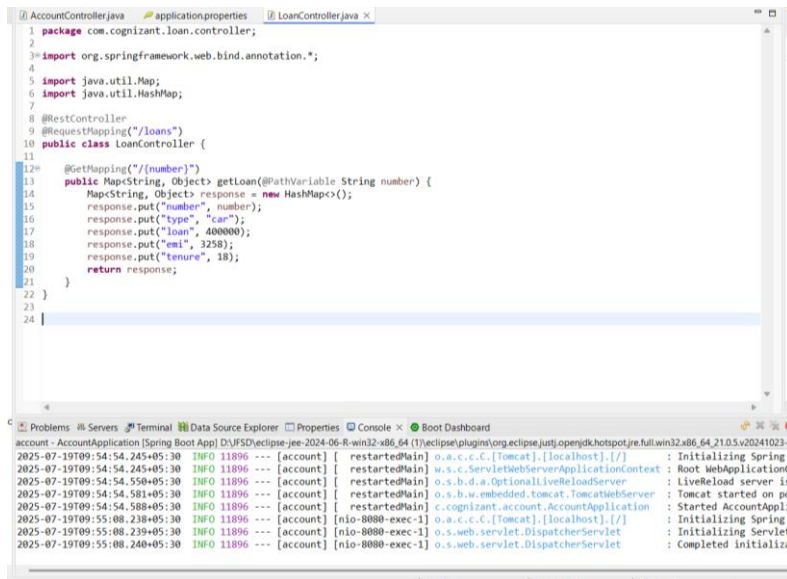 AccountController.java application.properties LoanController.java
1 package com.cognizant.loan.controller;
2
3 import org.springframework.web.bind.annotation.*;
4
5 import java.util.Map;
6 import java.util.HashMap;
7
8 @RestController
9 @RequestMapping("/loans")
10 public class LoanController {
11
12 @GetMapping("/{number}")
13 public Map<String, Object> getLoan(@PathVariable String number) {
14 Map<String, Object> response = new HashMap<>();
15 response.put("number", number);
16 response.put("type", "car");
17 response.put("loan", 400000);
18 response.put("emi", 3258);
19 response.put("tenure", 18);
20 return response;
21 }
22 }
23
24
Problems Servers Terminal Data Source Explorer Properties Console Boot Dashboard
account - AccountApplication [Spring Boot App] D:\JFSD\eclipse-jee-2024-06-R-win32-x86_64 (1)\eclipse\plugins\org.eclipse.justj.openjdk.hotspot.jre.full.win32.x86_64_21.0.5.v20241023-
2025-07-19T09:54:54.245+05:30 INFO 11896 --- [account] [ restartedMain] o.a.c.c.C.[Tomcat].[localhost].[/] : Initializing Spring
2025-07-19T09:54:54.245+05:30 INFO 11896 --- [account] [ restartedMain] w.s.c.ServletWebServerApplicationContext : Root WebApplication
2025-07-19T09:54:54.550+05:30 INFO 11896 --- [account] [ restartedMain] o.s.b.d.a.OptionalLiveReloadServer : LiveReload server is
2025-07-19T09:54:54.581+05:30 INFO 11896 --- [account] [ restartedMain] o.s.b.w.embedded.tomcat.TomcatWebServer : Tomcat started on po
2025-07-19T09:54:54.588+05:30 INFO 11896 --- [account] [ restartedMain] c.cognizant.account.AccountApplication : Started AccountAppli
2025-07-19T09:55:08.238+05:30 INFO 11896 --- [account] [nio-8080-exec-1] o.a.c.c.C.[Tomcat].[localhost].[/] : Initializing Spring
2025-07-19T09:55:08.239+05:30 INFO 11896 --- [account] [nio-8080-exec-1] o.s.web.servlet.DispatcherServlet : Initializing Servlet
2025-07-19T09:55:08.240+05:30 INFO 11896 --- [account] [nio-8080-exec-1] o.s.web.servlet.DispatcherServlet : Completed initializa